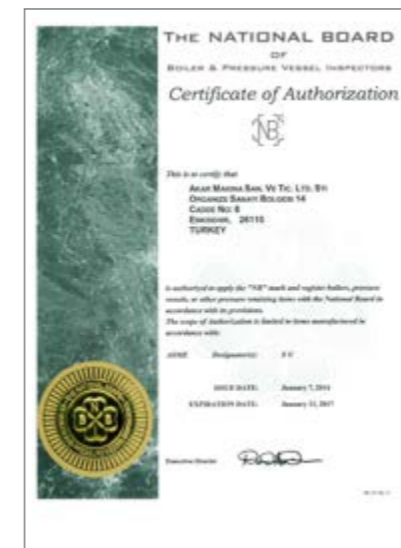 THE NATIONAL BOARD
OF
BOILER & PRESSURE VESSEL INSPECTORS
Certificate of Authorization
NB
This is to certify that
AKAR MAKINA SAN. VE TIC. LTD. STI
ORGANIZE SANAYI BOLGESI 14
CADDE NO: 8
ESKISEHIR, 26110
TURKEY
is authorized to apply the "NB" mark and register boilers, pressure
vessels, or other pressure retaining items with the National Board in
accordance with its provisions.
The scope of Authorization is limited to items manufactured in
accordance with:
ASME Designator(s)
ISSUE DATE: January 7, 2014
EXPIRATION DATE: January 2017
Executive Director